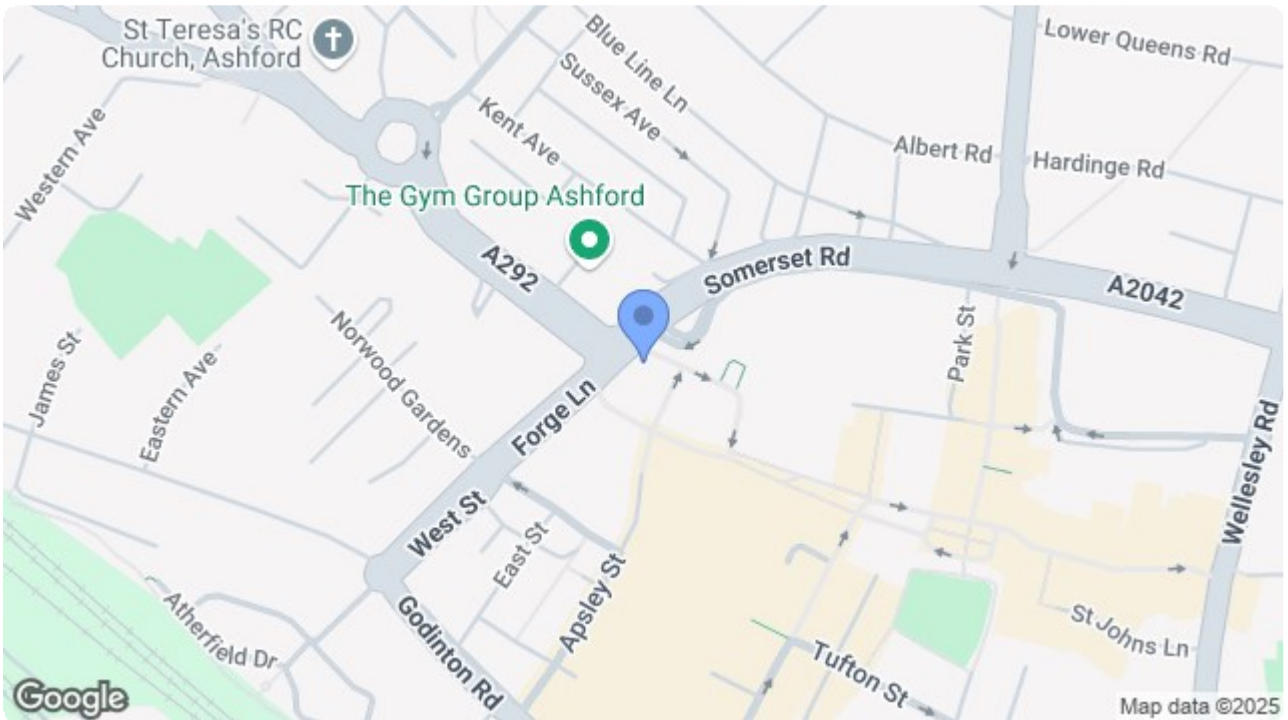 St Teresa's RC
Church, Ashford
Blue Line Ln
Lower Queens Rd
Sussex Ave
Kent Ave
Western Ave
Albert Rd
Hardinge Rd
The Gym Group Ashford
A292
Somerset Rd
A2042
Norwood Gardens
Park St
James St
Eastern Ave
Forge Ln
Wellesley Rd
West St
East St
Apsley St
Atherfield Dr
Godinton Rd
St Johns Ln
Tufton St
Google
Map data ©2025